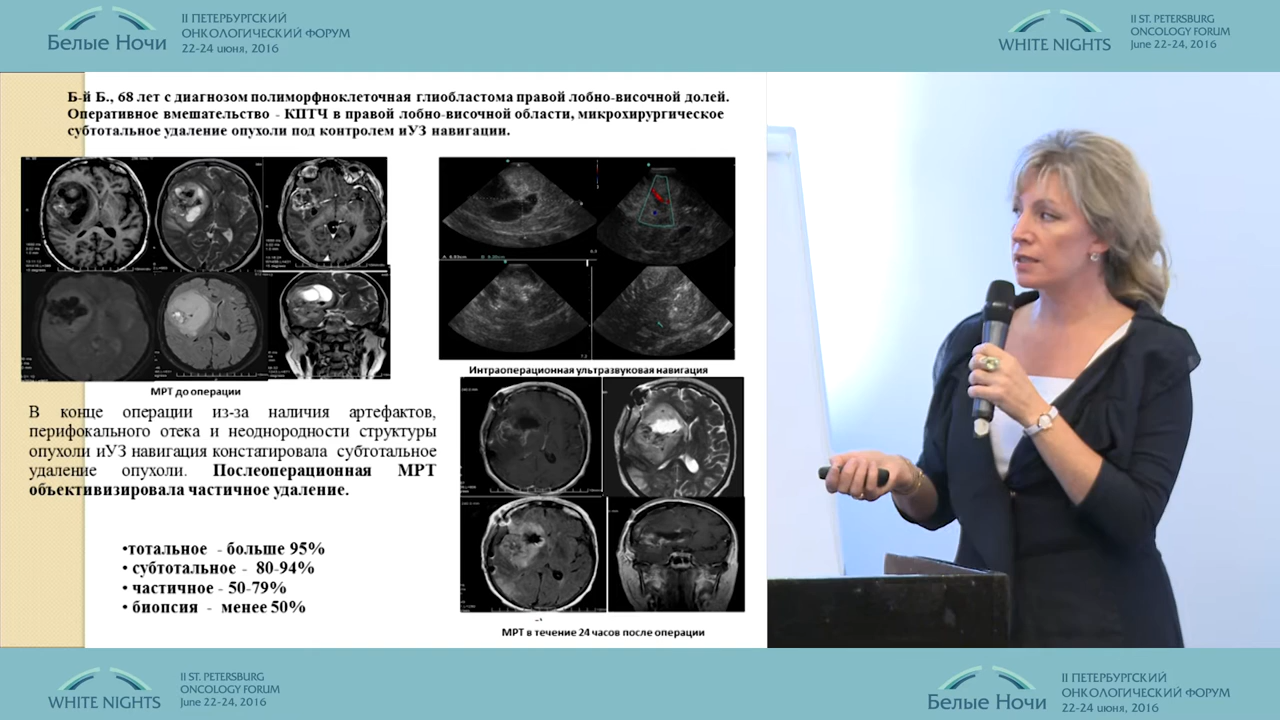 II ПЕТЕРБУРГСКИЙ
ОНКОЛОГИЧЕСКИЙ ФОРУМ
Белые Ночи
22-24 июня, 2016
II ST. PETERSBURG
ONCOLOGY FORUM
WHITE NIGHTS
June 22-24, 2016
Б-й Б., 68 лет с диагнозом полиморфноклеточная глиобластома правой лобно-височной долей.
Оперативное вмешательство - КПТЧ в правой лобно-височной области, микрохирургическое
субтотальное удаление опухоли под контролем иУЗ навигации.
МРТ до операции
Интраоперационная ультразвуковая навигация
В конце операции из-за наличия артефактов,
перифокального отека и неоднородности структуры
опухоли иУЗ навигация констатировала субтотальное
удаление опухоли. Послеоперационная МРТ
объективизировала частичное удаление.
•тотальное - больше 95%
• субтотальное - 80-94%
• частичное - 50-79%
• биопсия - менее 50%
МРТ в течение 24 часов после операции
WHITE NIGHTS
II ST. PETERSBURG
ONCOLOGY FORUM
June 22-24, 2016
Белые Ночи
II ПЕТЕРБУРГСКИЙ
ОНКОЛОГИЧЕСКИЙ ФОРУМ
22-24 июня, 2016